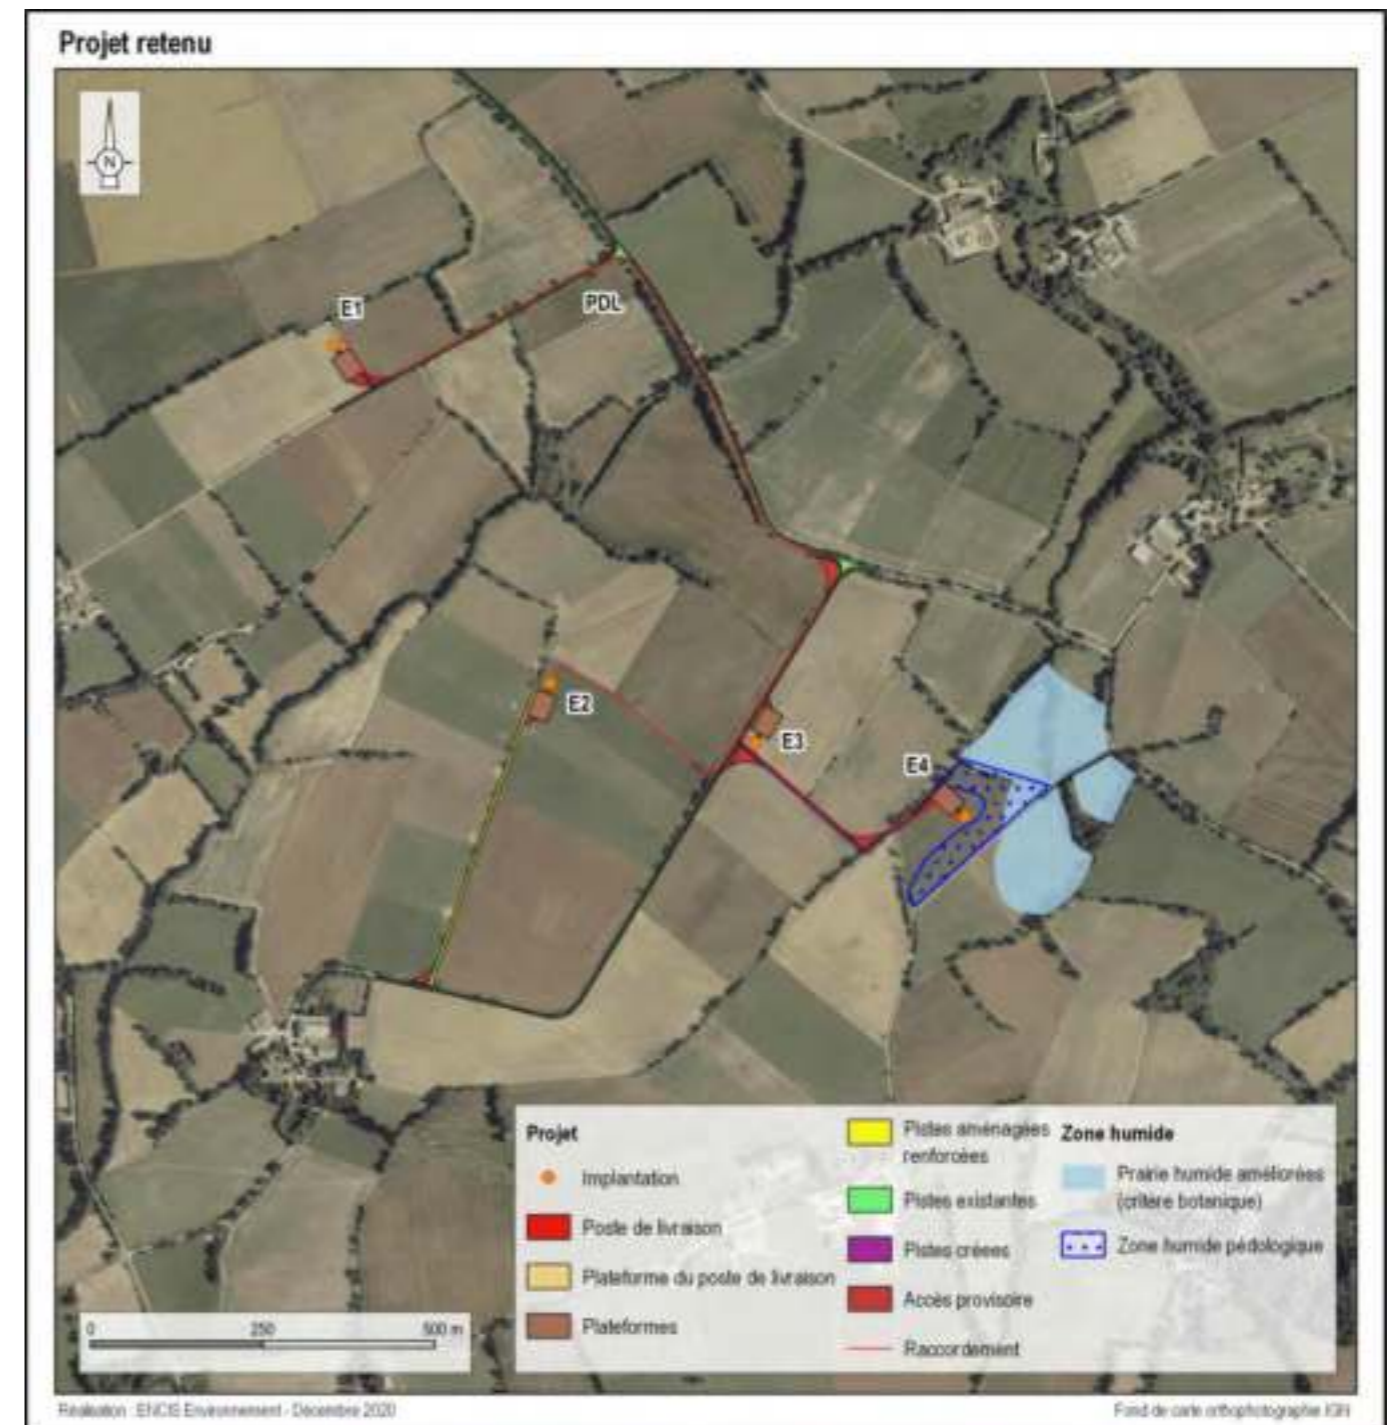 Projet retenu
N
E1
PDL
E2
E3
E4
Projet
Implantation
Poste de livraison
Plateforme du poste de livraison
Plateformes
Pistes aménagées
renforcées
Pistes existantes
Pistes créees
Accès provisoire
Raccordement
Zone humide
Prairie humide améliorées
(critère botanique)
Zone humide pédologique
0 250 500 m
Réalisation : ENCIS Environnement - Décembre 2020
Fond de carte orthophotographie IGN